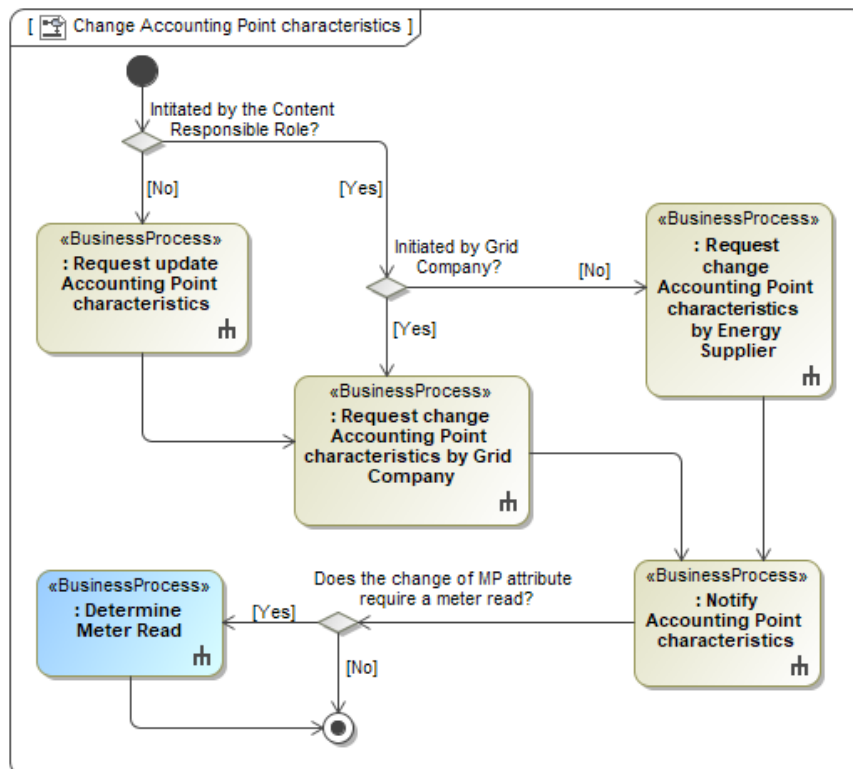 [ Change Accounting Point characteristics ]
Intitated by the Content
Responsible Role?
[No]
[Yes]
«BusinessProcess»
: Request update
Accounting Point
characteristics
Initiated by Grid
Company?
[No]
[Yes]
«BusinessProcess»
: Request
change
Accounting Point
characteristics
by Energy
Supplier
«BusinessProcess»
: Request change
Accounting Point
characteristics by Grid
Company
«BusinessProcess»
: Notify
Accounting Point
characteristics
Does the change of MP attribute
require a meter read?
[Yes]
[No]
«BusinessProcess»
: Determine
Meter Read